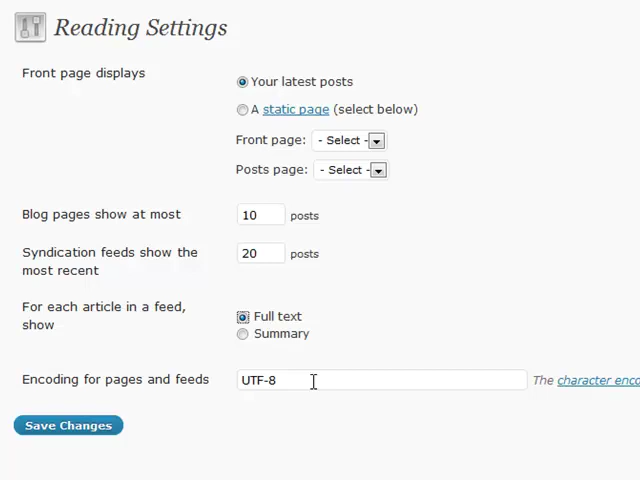 Reading Settings
Front page displays
Your latest posts
A static page (select below)
Front page: - Select -
Posts page: - Select -
Blog pages show at most 10 posts
Syndication feeds show the 20 posts
most recent
For each article in a feed, Full text
show
Summary
Encoding for pages and feeds UTF-8 The character enco
Save Changes